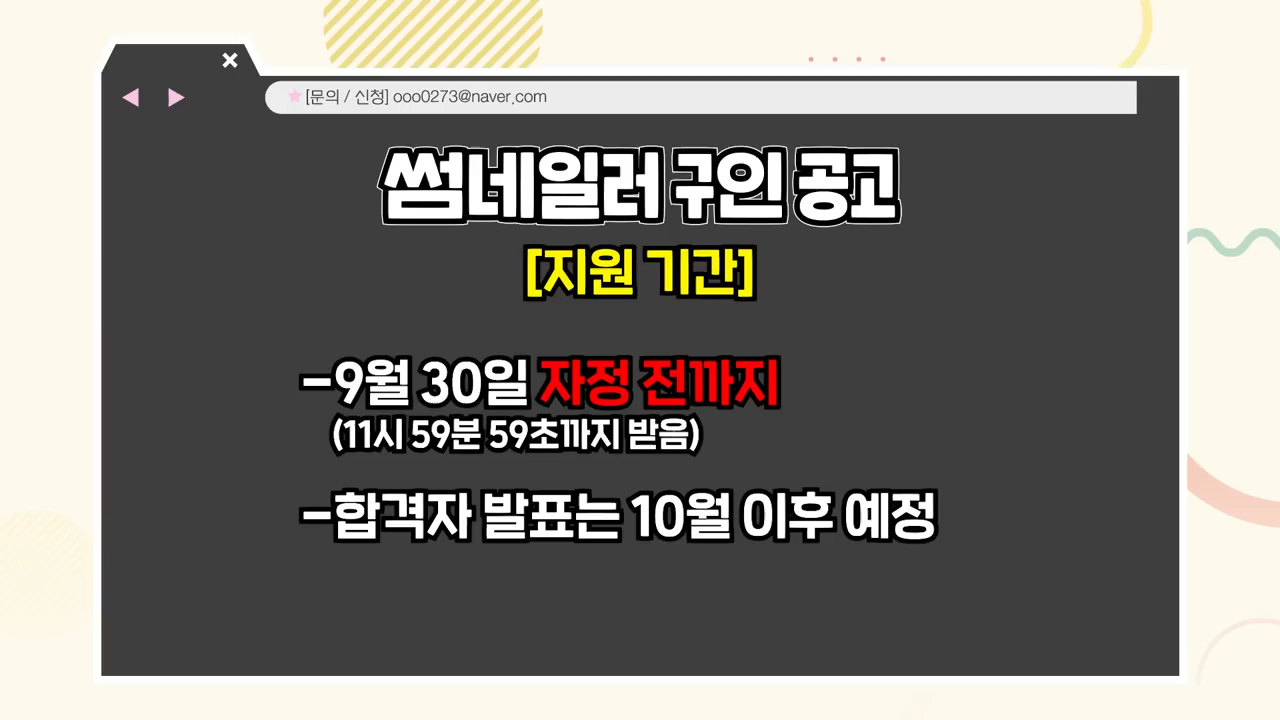 [문의 / 신청] ooo0273@naver.com
썸네일러 구인 공고
[지원 기간]
-9월 30일 자정 전까지
(11시 59분 59초까지 받음)
-합격자 발표는 10월 이후 예정